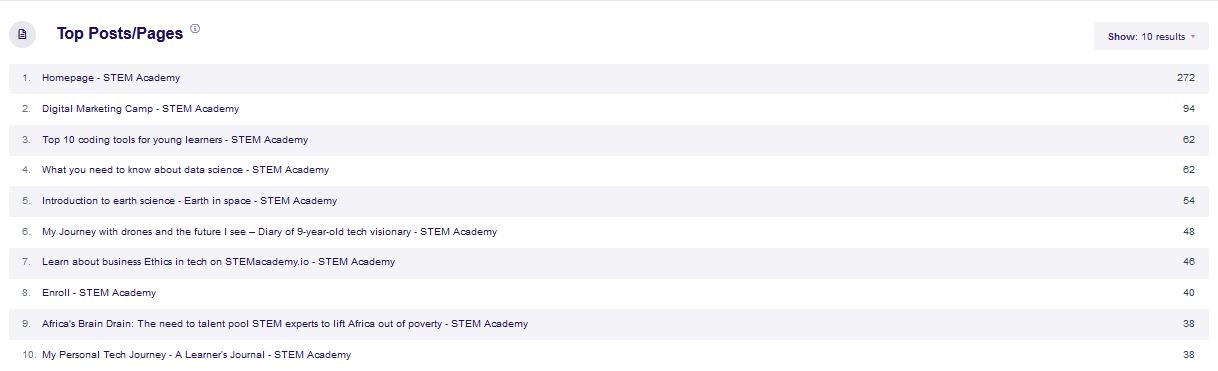 Top Posts/Pages
Show: 10 results
1. Homepage - STEM Academy 272
2. Digital Marketing Camp - STEM Academy 94
3. Top 10 coding tools for young learners - STEM Academy 62
4. What you need to know about data science - STEM Academy 62
5. Introduction to earth science - Earth in space - STEM Academy 54
6. My Journey with drones and the future I see – Diary of 9-year-old tech visionary - STEM Academy 48
7. Learn about business Ethics in tech on STEMacademy.io - STEM Academy 46
8. Enroll - STEM Academy 40
9. Africa's Brain Drain: The need to talent pool STEM experts to lift Africa out of poverty - STEM Academy 38
10. My Personal Tech Journey - A Learner's Journal - STEM Academy 38